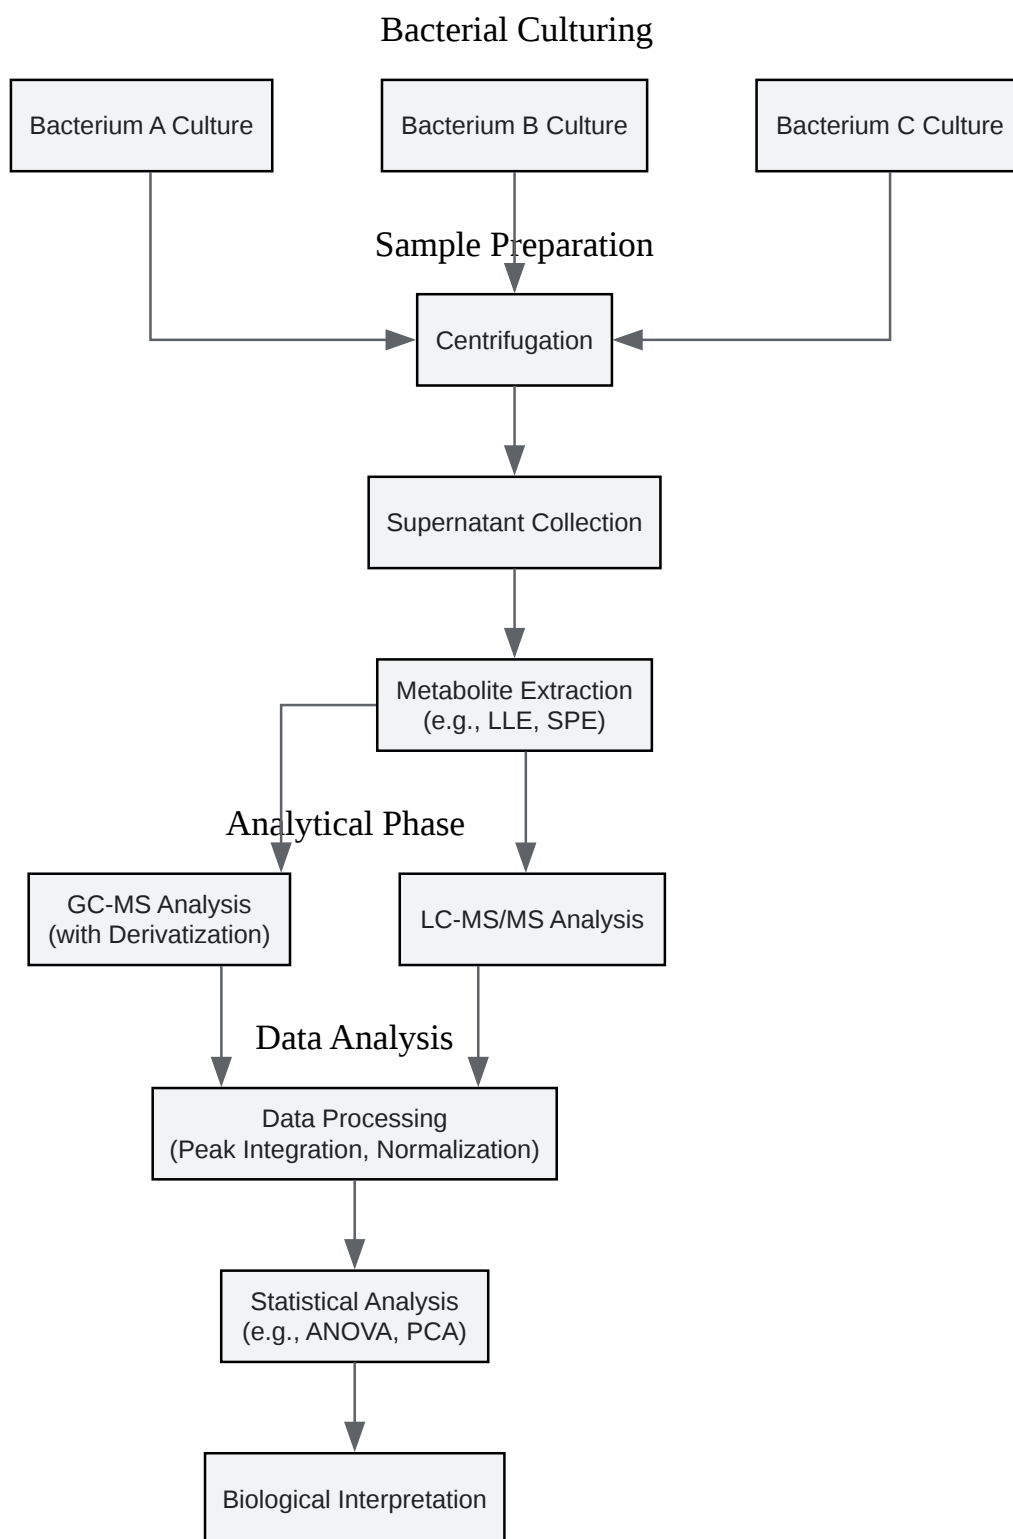 Bacterial Culturing
Bacterium A Culture
Bacterium B Culture
Bacterium C Culture
Sample Preparation
Centrifugation
Supernatant Collection
Metabolite Extraction
(e.g., LLE, SPE)
Analytical Phase
GC-MS Analysis
(with Derivatization)
LC-MS/MS Analysis
Data Analysis
Data Processing
(Peak Integration, Normalization)
Statistical Analysis
(e.g., ANOVA, PCA)
Biological Interpretation